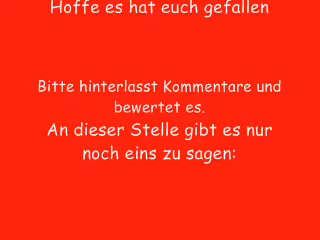 Hoffe es hat euch gefallen
Bitte hinterlasst Kommentare und
bewertet es.
An dieser Stelle gibt es nur
noch eins zu sagen: